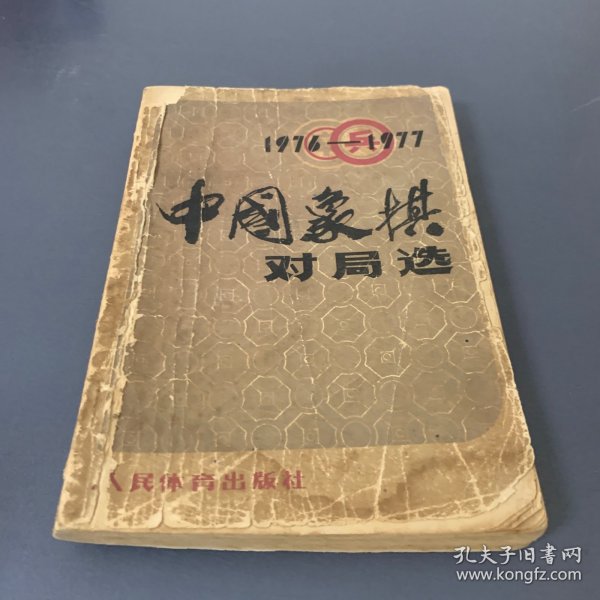 1976—1977
中國象棋
对局选
人民体育出版社
孔夫子旧书网
www.kongfz.com